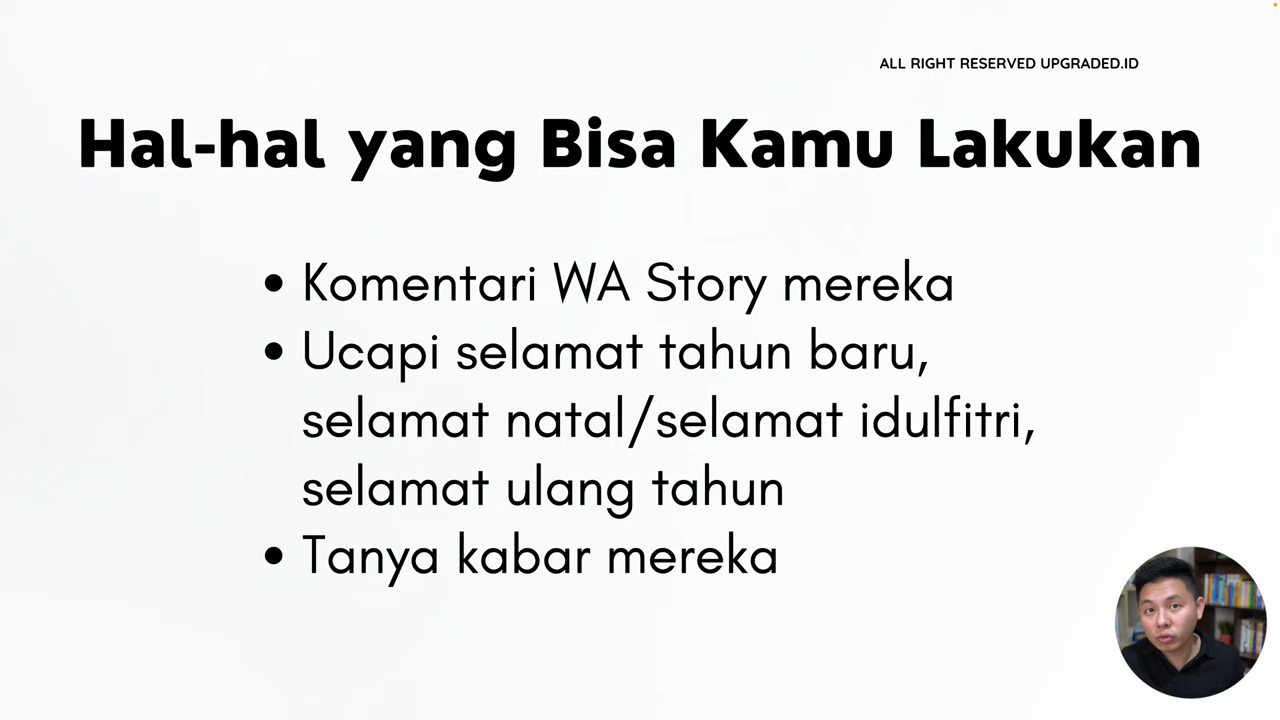 ALL RIGHT RESERVED UPGRADED.ID
Hal-hal yang Bisa Kamu Lakukan
• Komentari WA Story mereka
• Ucapi selamat tahun baru,
selamat natal/selamat idulfitri,
selamat ulang tahun
• Tanya kabar mereka